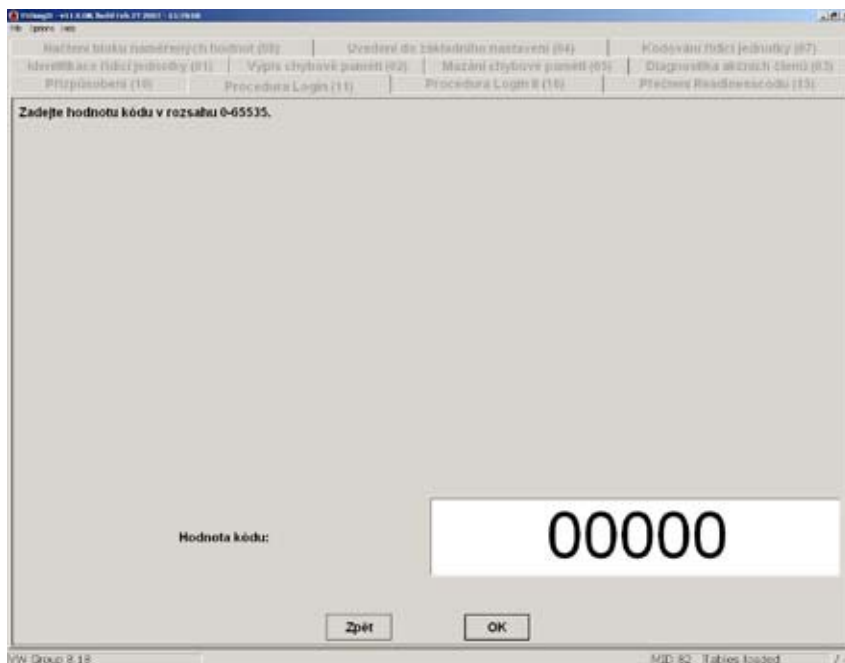 Options Help
Načtení bloku naměřených hodnot (08) Uvedení do základního nastavení (04) Kódování řídicí jednotky (07)
Identifikace řídicí jednotky (01) Výpis chybové paměti (02) Mazání chybové paměti (05) Diagnostika akčních členů (03)
Přizpůsobení (10) Procedura Login (11) Procedura Login II (16) Přečtení Readinesscodu (15)
Zadejte hodnotu kódu v rozsahu 0-65535.
Hodnota kódu: 00000
Zpět OK
VW Group 8.18 MID 82 Tables loaded